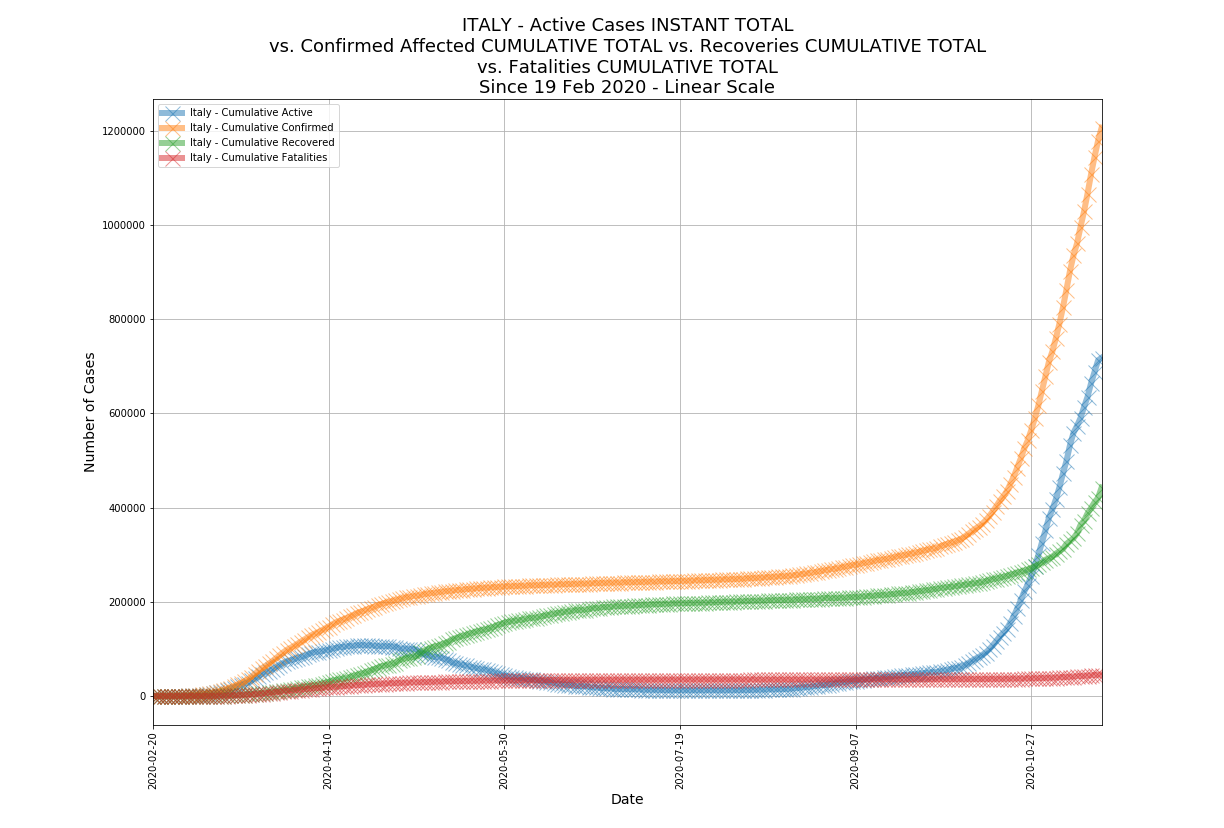 ITALY - Active Cases INSTANT TOTAL
vs. Confirmed Affected CUMULATIVE TOTAL vs. Recoveries CUMULATIVE TOTAL
vs. Fatalities CUMULATIVE TOTAL
Since 19 Feb 2020 - Linear Scale
Italy - Cumulative Active
Italy - Cumulative Confirmed
Italy - Cumulative Recovered
Italy - Cumulative Fatalities
Number of Cases
1200000
1000000
800000
600000
400000
200000
0
2020-02-20
2020-04-10
2020-05-30
2020-07-19
2020-09-07
2020-10-27
Date